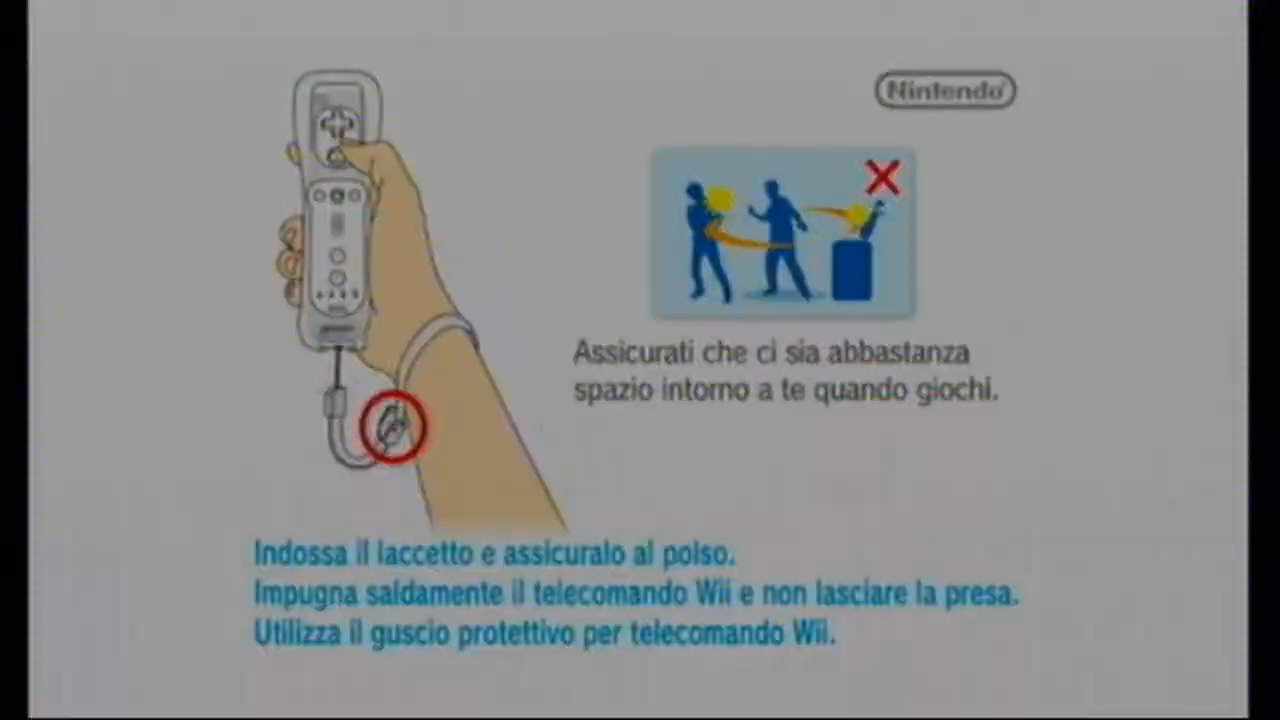 Nintendo
Assicurati che ci sia abbastanza
spazio intorno a te quando giochi.
Indossa il laccetto e assicuralo al polso.
Impugna saldamente il telecomando Wii e non lasciare la presa.
Utilizza il guscio protettivo per telecomando Wii.